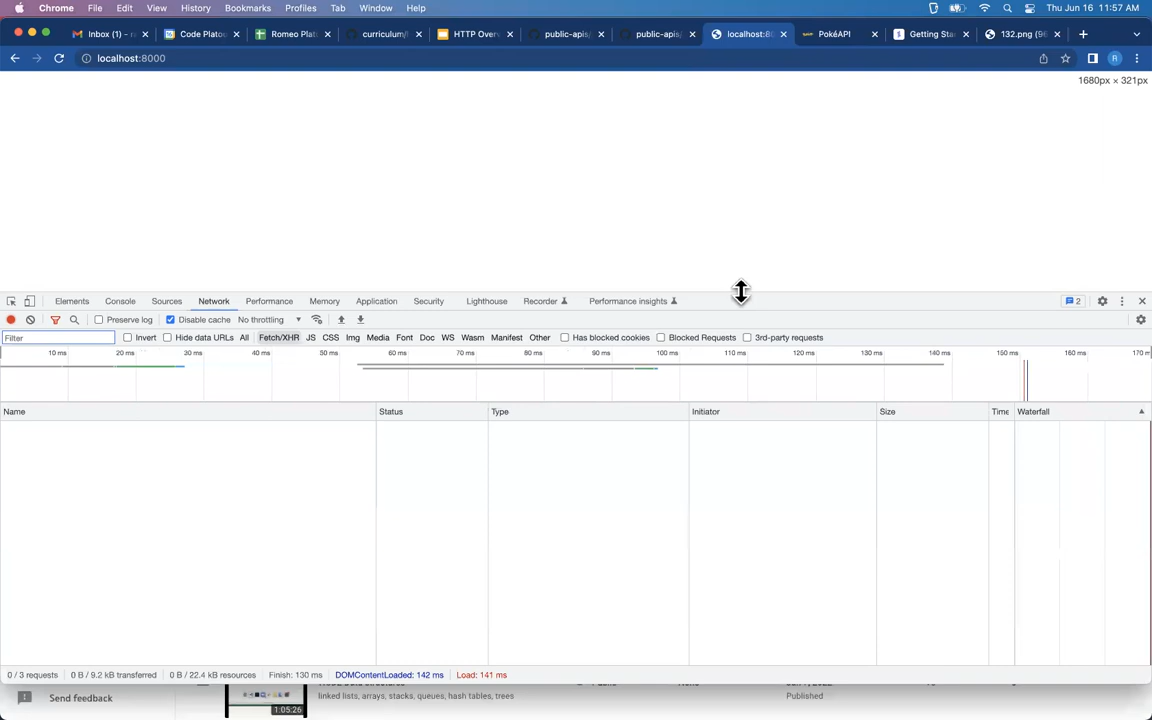 Chrome File Edit View History Bookmarks Profiles Tab Window Help Thu Jun 16 11:57 AM
Inbox (1) - r Code Platoo Romeo Plat curriculum/ HTTP Over public-apis/ public-apis/ localhost:80 PokéAPI Getting Sta 132.png (96
localhost:8000
1680px × 321px
Elements Console Sources Network Performance Memory Application Security Lighthouse Recorder Performance insights 2
Preserve log Disable cache No throttling
Filter Invert Hide data URLs All Fetch/XHR JS CSS Img Media Font Doc WS Wasm Manifest Other Has blocked cookies Blocked Requests 3rd-party requests
10 ms 20 ms 30 ms 40 ms 50 ms 60 ms 70 ms 80 ms 90 ms 100 ms 110 ms 120 ms 130 ms 140 ms 150 ms 160 ms 170 m
Name Status Type Initiator Size Time Waterfall
0 / 3 requests 0 B / 9.2 kB transferred 0 B / 22.4 kB resources Finish: 130 ms DOMContentLoaded: 142 ms Load: 141 ms
Send feedback linked lists, arrays, stacks, queues, hash tables, trees Published
1:05:26